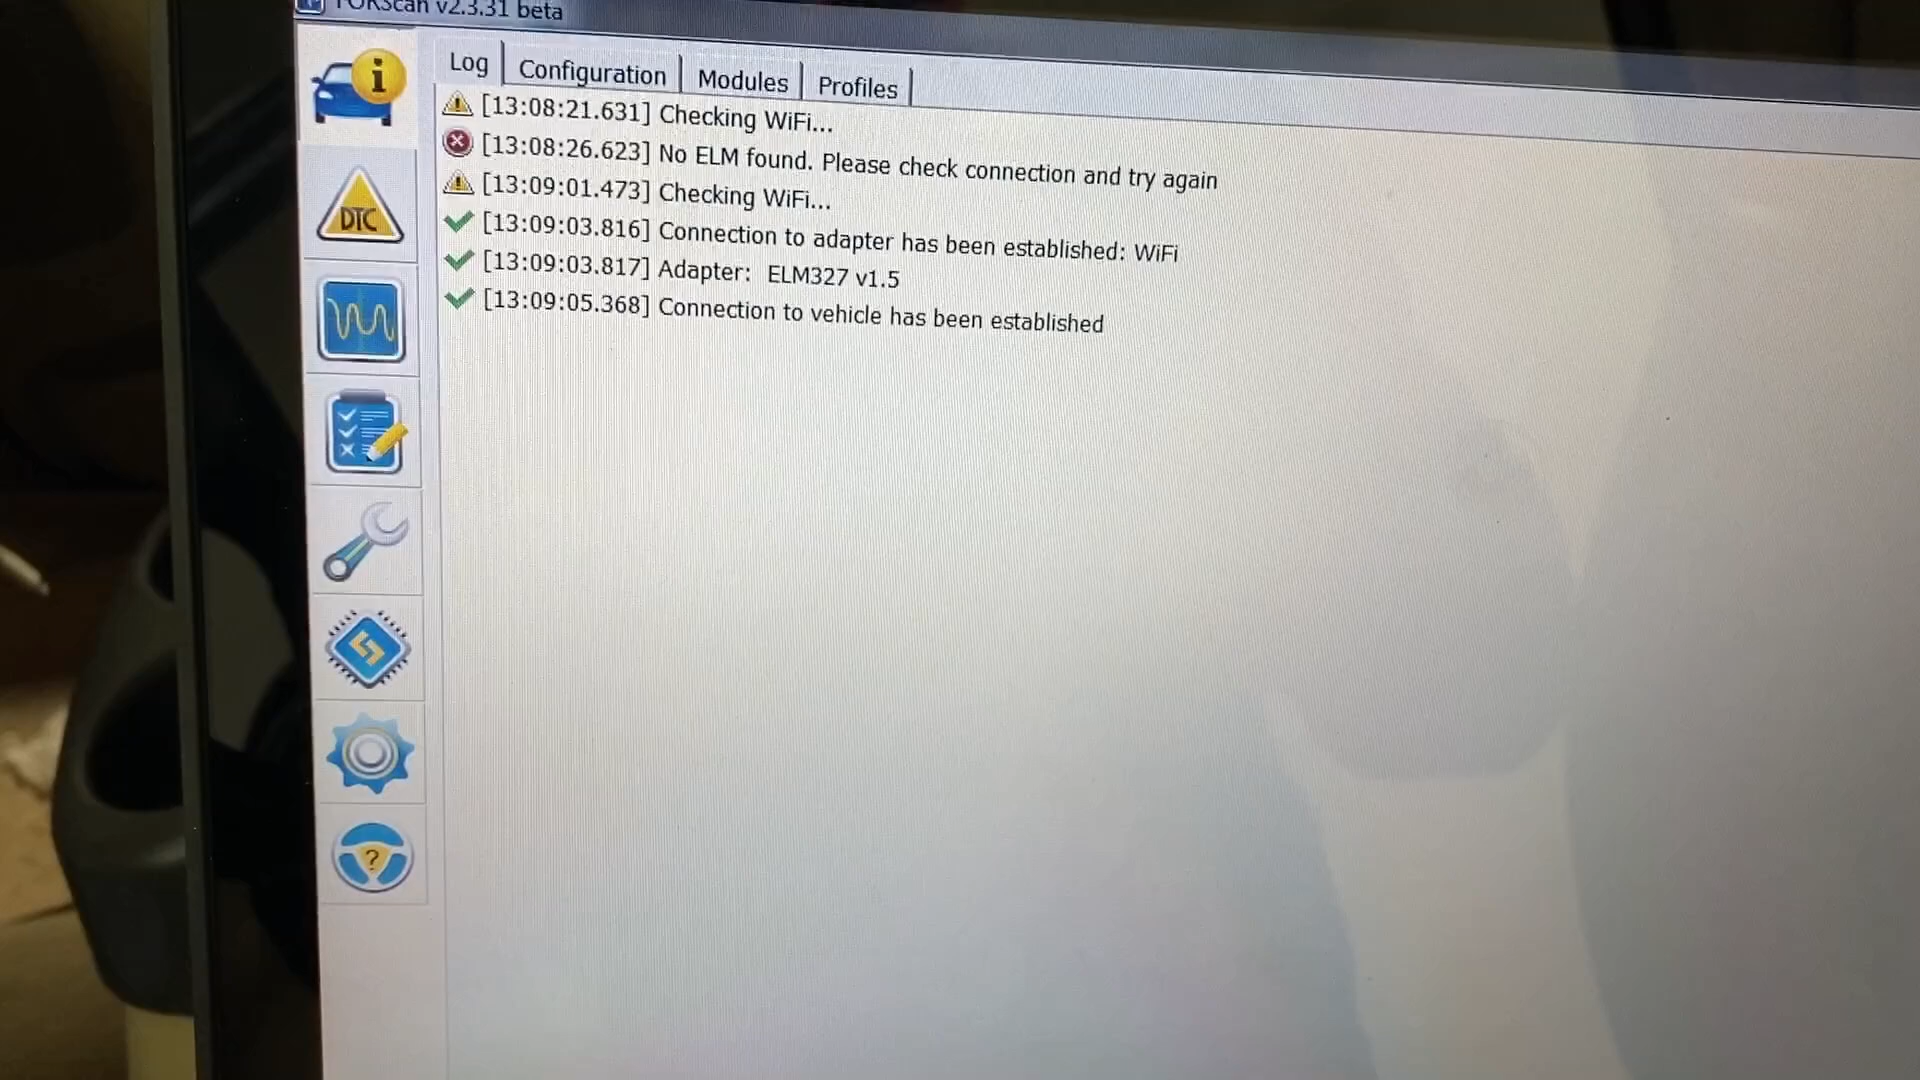 FORScan v2.3.31 beta
Log
Configuration
Modules
Profiles
[13:08:21.631] Checking WiFi...
[13:08:26.623] No ELM found. Please check connection and try again
[13:09:01.473] Checking WiFi...
[13:09:03.816] Connection to adapter has been established: WiFi
[13:09:03.817] Adapter: ELM327 v1.5
[13:09:05.368] Connection to vehicle has been established
i
DTC
?